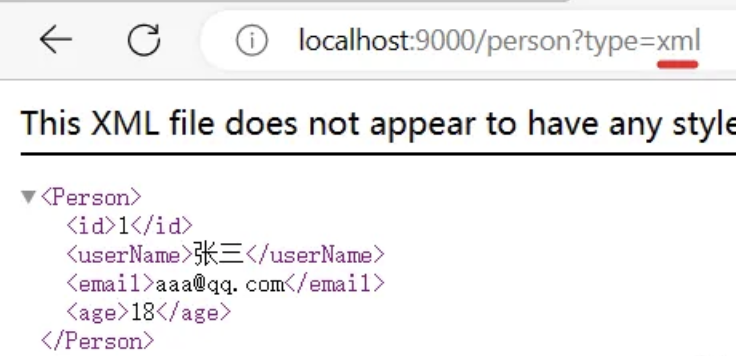 localhost:9000/person?type=xml
This XML file does not appear to have any style
<Person>
<id>1</id>
<userName>张三</userName>
<email>aaa@qq.com</email>
<age>18</age>
</Person>